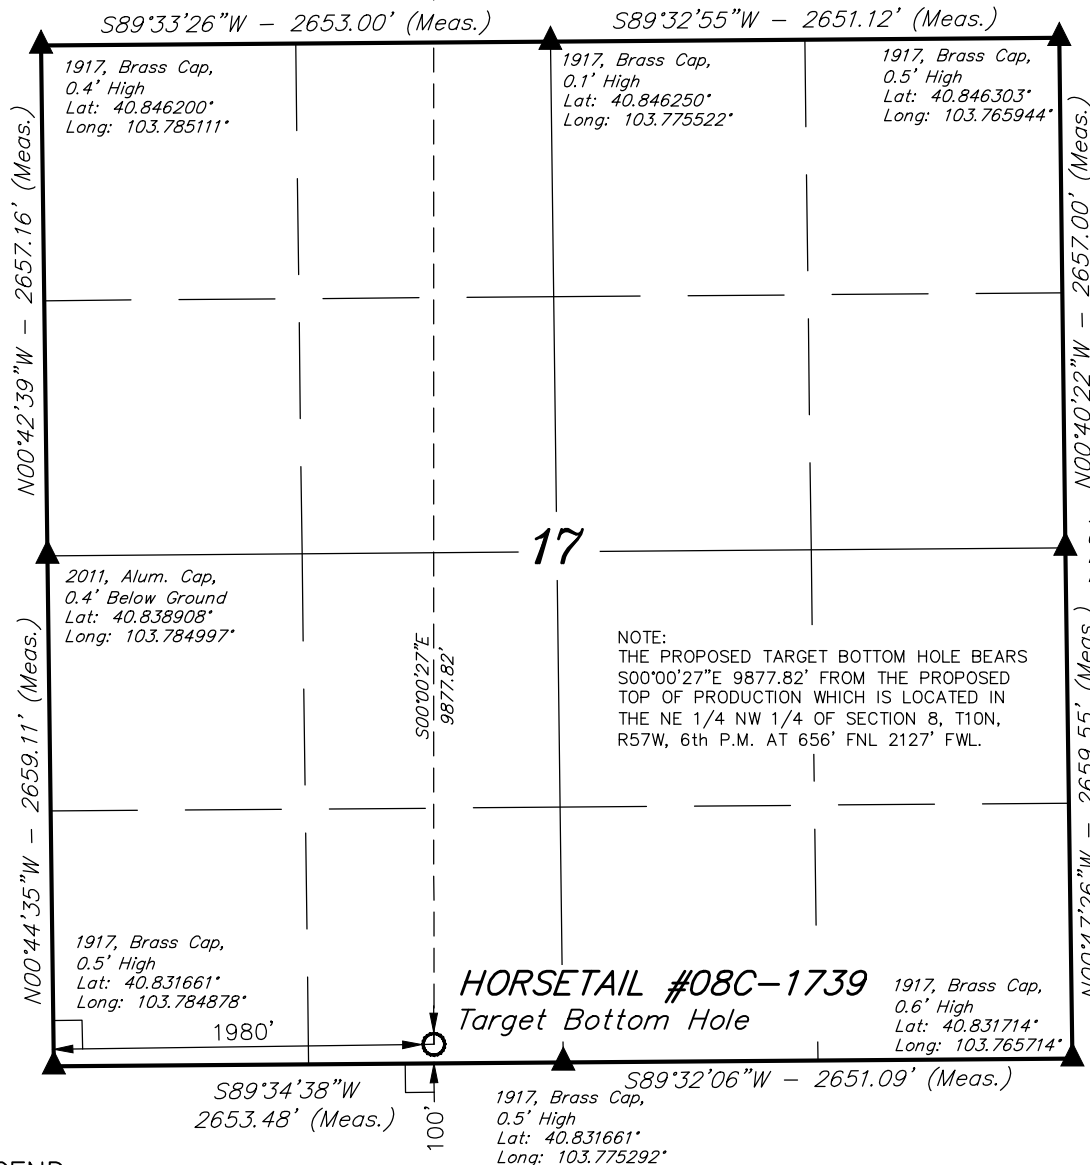 S89°33'26"W - 2653.00' (Meas.)
S89°32'55"W - 2651.12' (Meas.)
1917, Brass Cap,
0.4' High
Lat: 40.846200°
Long: 103.785111°
1917, Brass Cap,
0.1' High
Lat: 40.846250°
Long: 103.775522°
1917, Brass Cap,
0.5' High
Lat: 40.846303°
Long: 103.765944°
N00°42'39"W - 2657.16' (Meas.)
N00°40'22"W - 2657.00' (Meas.)
17
2011, Alum. Cap,
0.4' Below Ground
Lat: 40.838908°
Long: 103.784997°
S00°00'27"E
9877.82'
NOTE:
THE PROPOSED TARGET BOTTOM HOLE BEARS
S00°00'27"E 9877.82' FROM THE PROPOSED
TOP OF PRODUCTION WHICH IS LOCATED IN
THE NE 1/4 NW 1/4 OF SECTION 8, T10N,
R57W, 6th P.M. AT 656' FNL 2127' FWL.
N00°44'35"W - 2659.11' (Meas.)
N00°47'26"W - 2659.55' (Meas.)
1917, Brass Cap,
0.5' High
Lat: 40.831661°
Long: 103.784878°
1980'
HORSETAIL #08C-1739
Target Bottom Hole
1917, Brass Cap,
0.6' High
Lat: 40.831714°
Long: 103.765714°
S89°34'38"W
2653.48' (Meas.)
100'
S89°32'06"W - 2651.09' (Meas.)
1917, Brass Cap,
0.5' High
Lat: 40.831661°
Long: 103.775292°